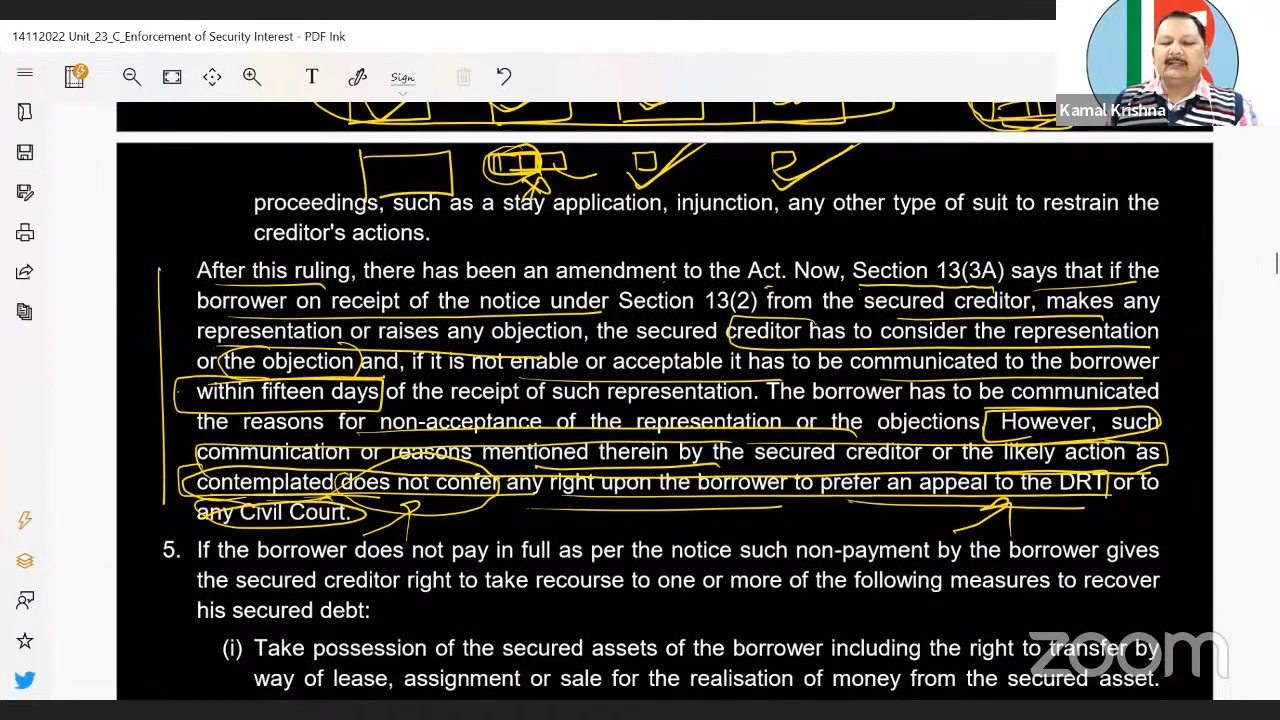 14112022 Unit_23_C_Enforcement of Security Interest - PDF Ink
T
Sign
Kamal Krishna
proceedings, such as a stay application, injunction, any other type of suit to restrain the
creditor's actions.
After this ruling, there has been an amendment to the Act. Now, Section 13(3A) says that if the
borrower on receipt of the notice under Section 13(2) from the secured creditor, makes any
representation or raises any objection, the secured creditor has to consider the representation
or the objection and, if it is not enable or acceptable it has to be communicated to the borrower
within fifteen days of the receipt of such representation. The borrower has to be communicated
the reasons for non-acceptance of the representation or the objections. However, such
communication or reasons mentioned therein by the secured creditor or the likely action as
contemplated does not confer any right upon the borrower to prefer an appeal to the DRT or to
any Civil Court.
5. If the borrower does not pay in full as per the notice such non-payment by the borrower gives
the secured creditor right to take recourse to one or more of the following measures to recover
his secured debt:
(i) Take possession of the secured assets of the borrower including the right to transfer by
way of lease, assignment or sale for the realisation of money from the secured asset.
zoom